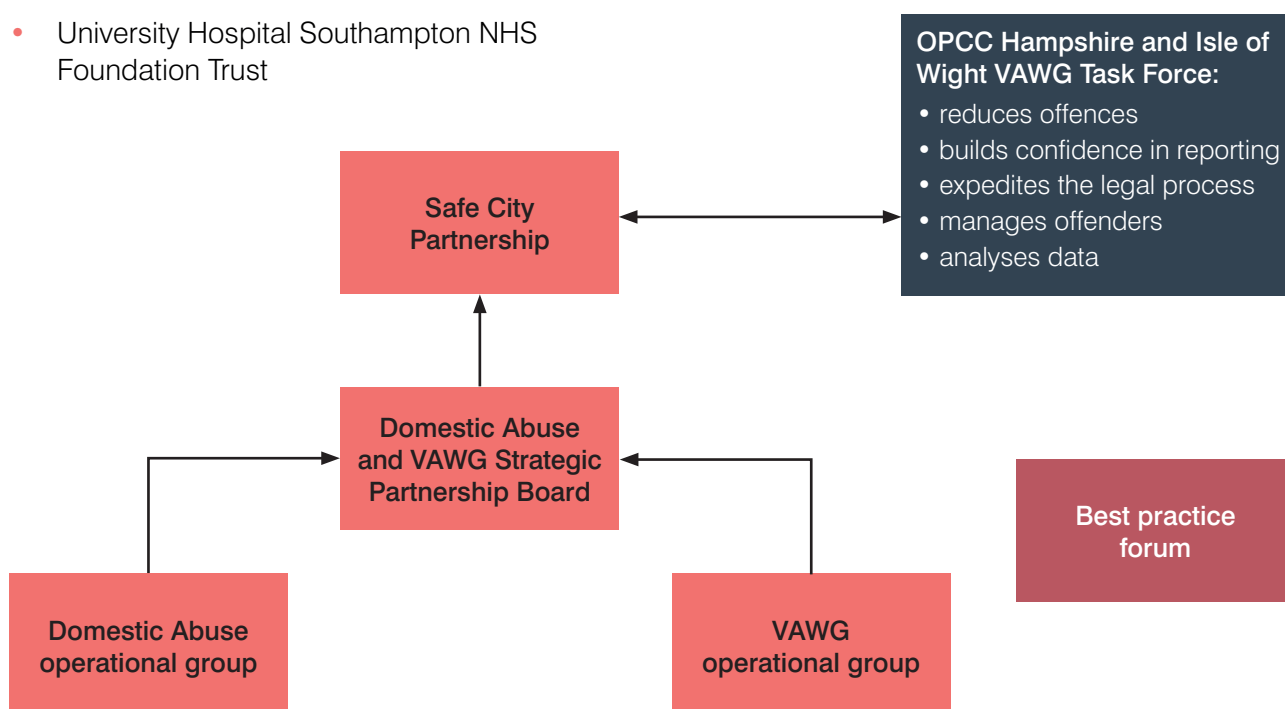 • University Hospital Southampton NHS
Foundation Trust
OPCC Hampshire and Isle of
Wight VAWG Task Force:
• reduces offences
• builds confidence in reporting
• expedites the legal process
• manages offenders
• analyses data
Safe City
Partnership
Domestic Abuse
and VAWG Strategic
Partnership Board
Best practice
forum
Domestic Abuse
operational group
VAWG
operational group